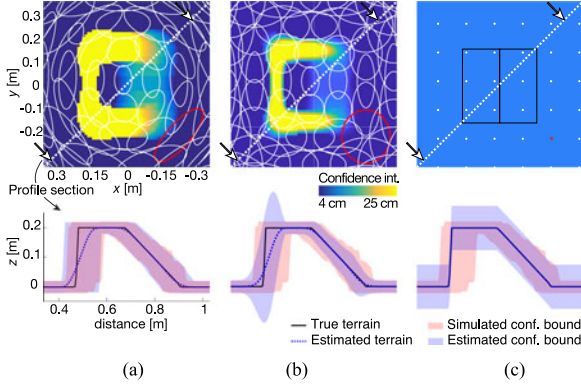 0.3
0.2
0.1
y [m]
0
-0.1
-0.2
0.3 0.15 0 -0.15 -0.3
x [m]
Profile section
Confidence int.
4 cm 25 cm
z [m]
0.2
0.1
0
0.4 0.6 0.8 1
distance [m]
True terrain
Estimated terrain
Simulated conf. bound
Estimated conf. bound
(a) (b) (c)